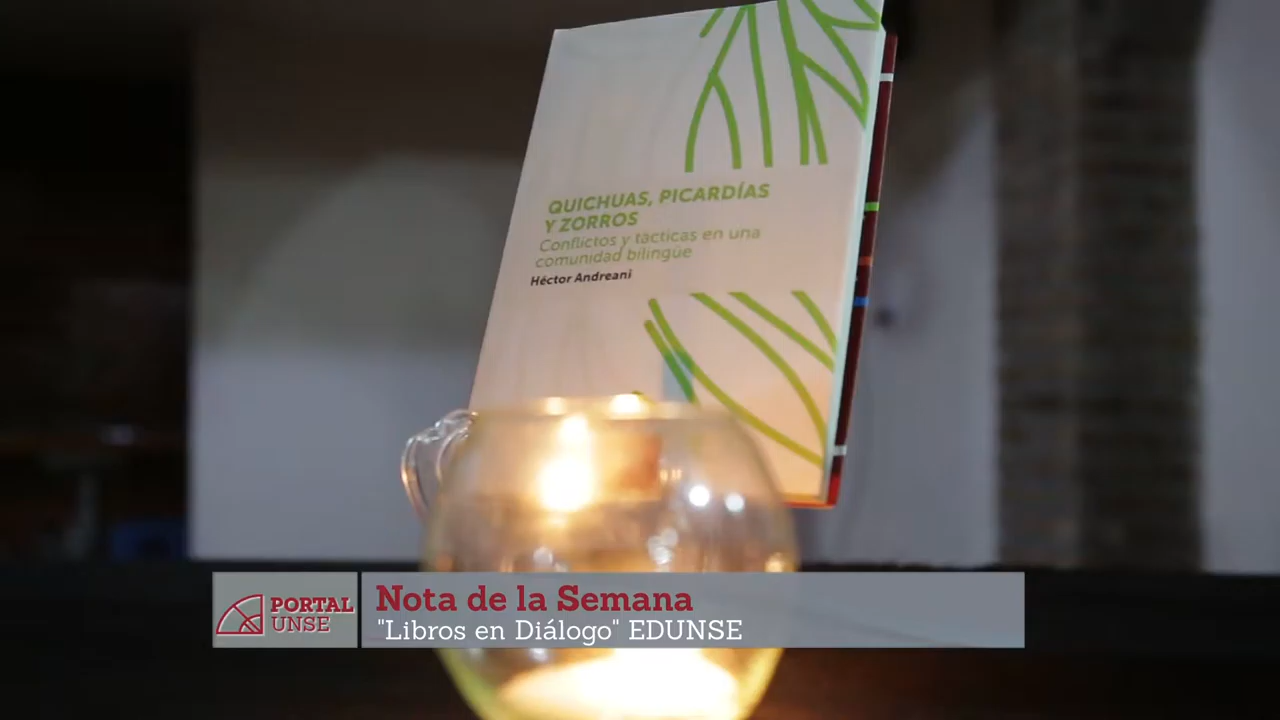 QUICHUAS, PICARDÍAS
Y ZORROS
Conflictos y tácticas en una
comunidad bilingüe
Héctor Andreani
PORTAL
UNSE
Nota de la Semana
"Libros en Diálogo" EDUNSE